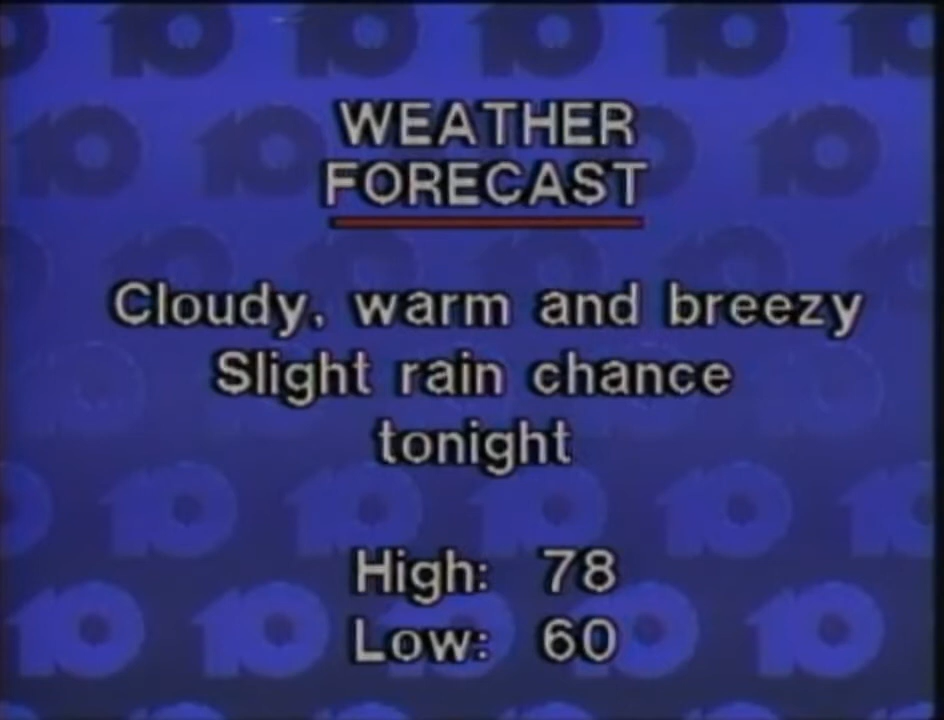 WEATHER
FORECAST
Cloudy, warm and breezy
Slight rain chance
tonight
High: 78
Low: 60